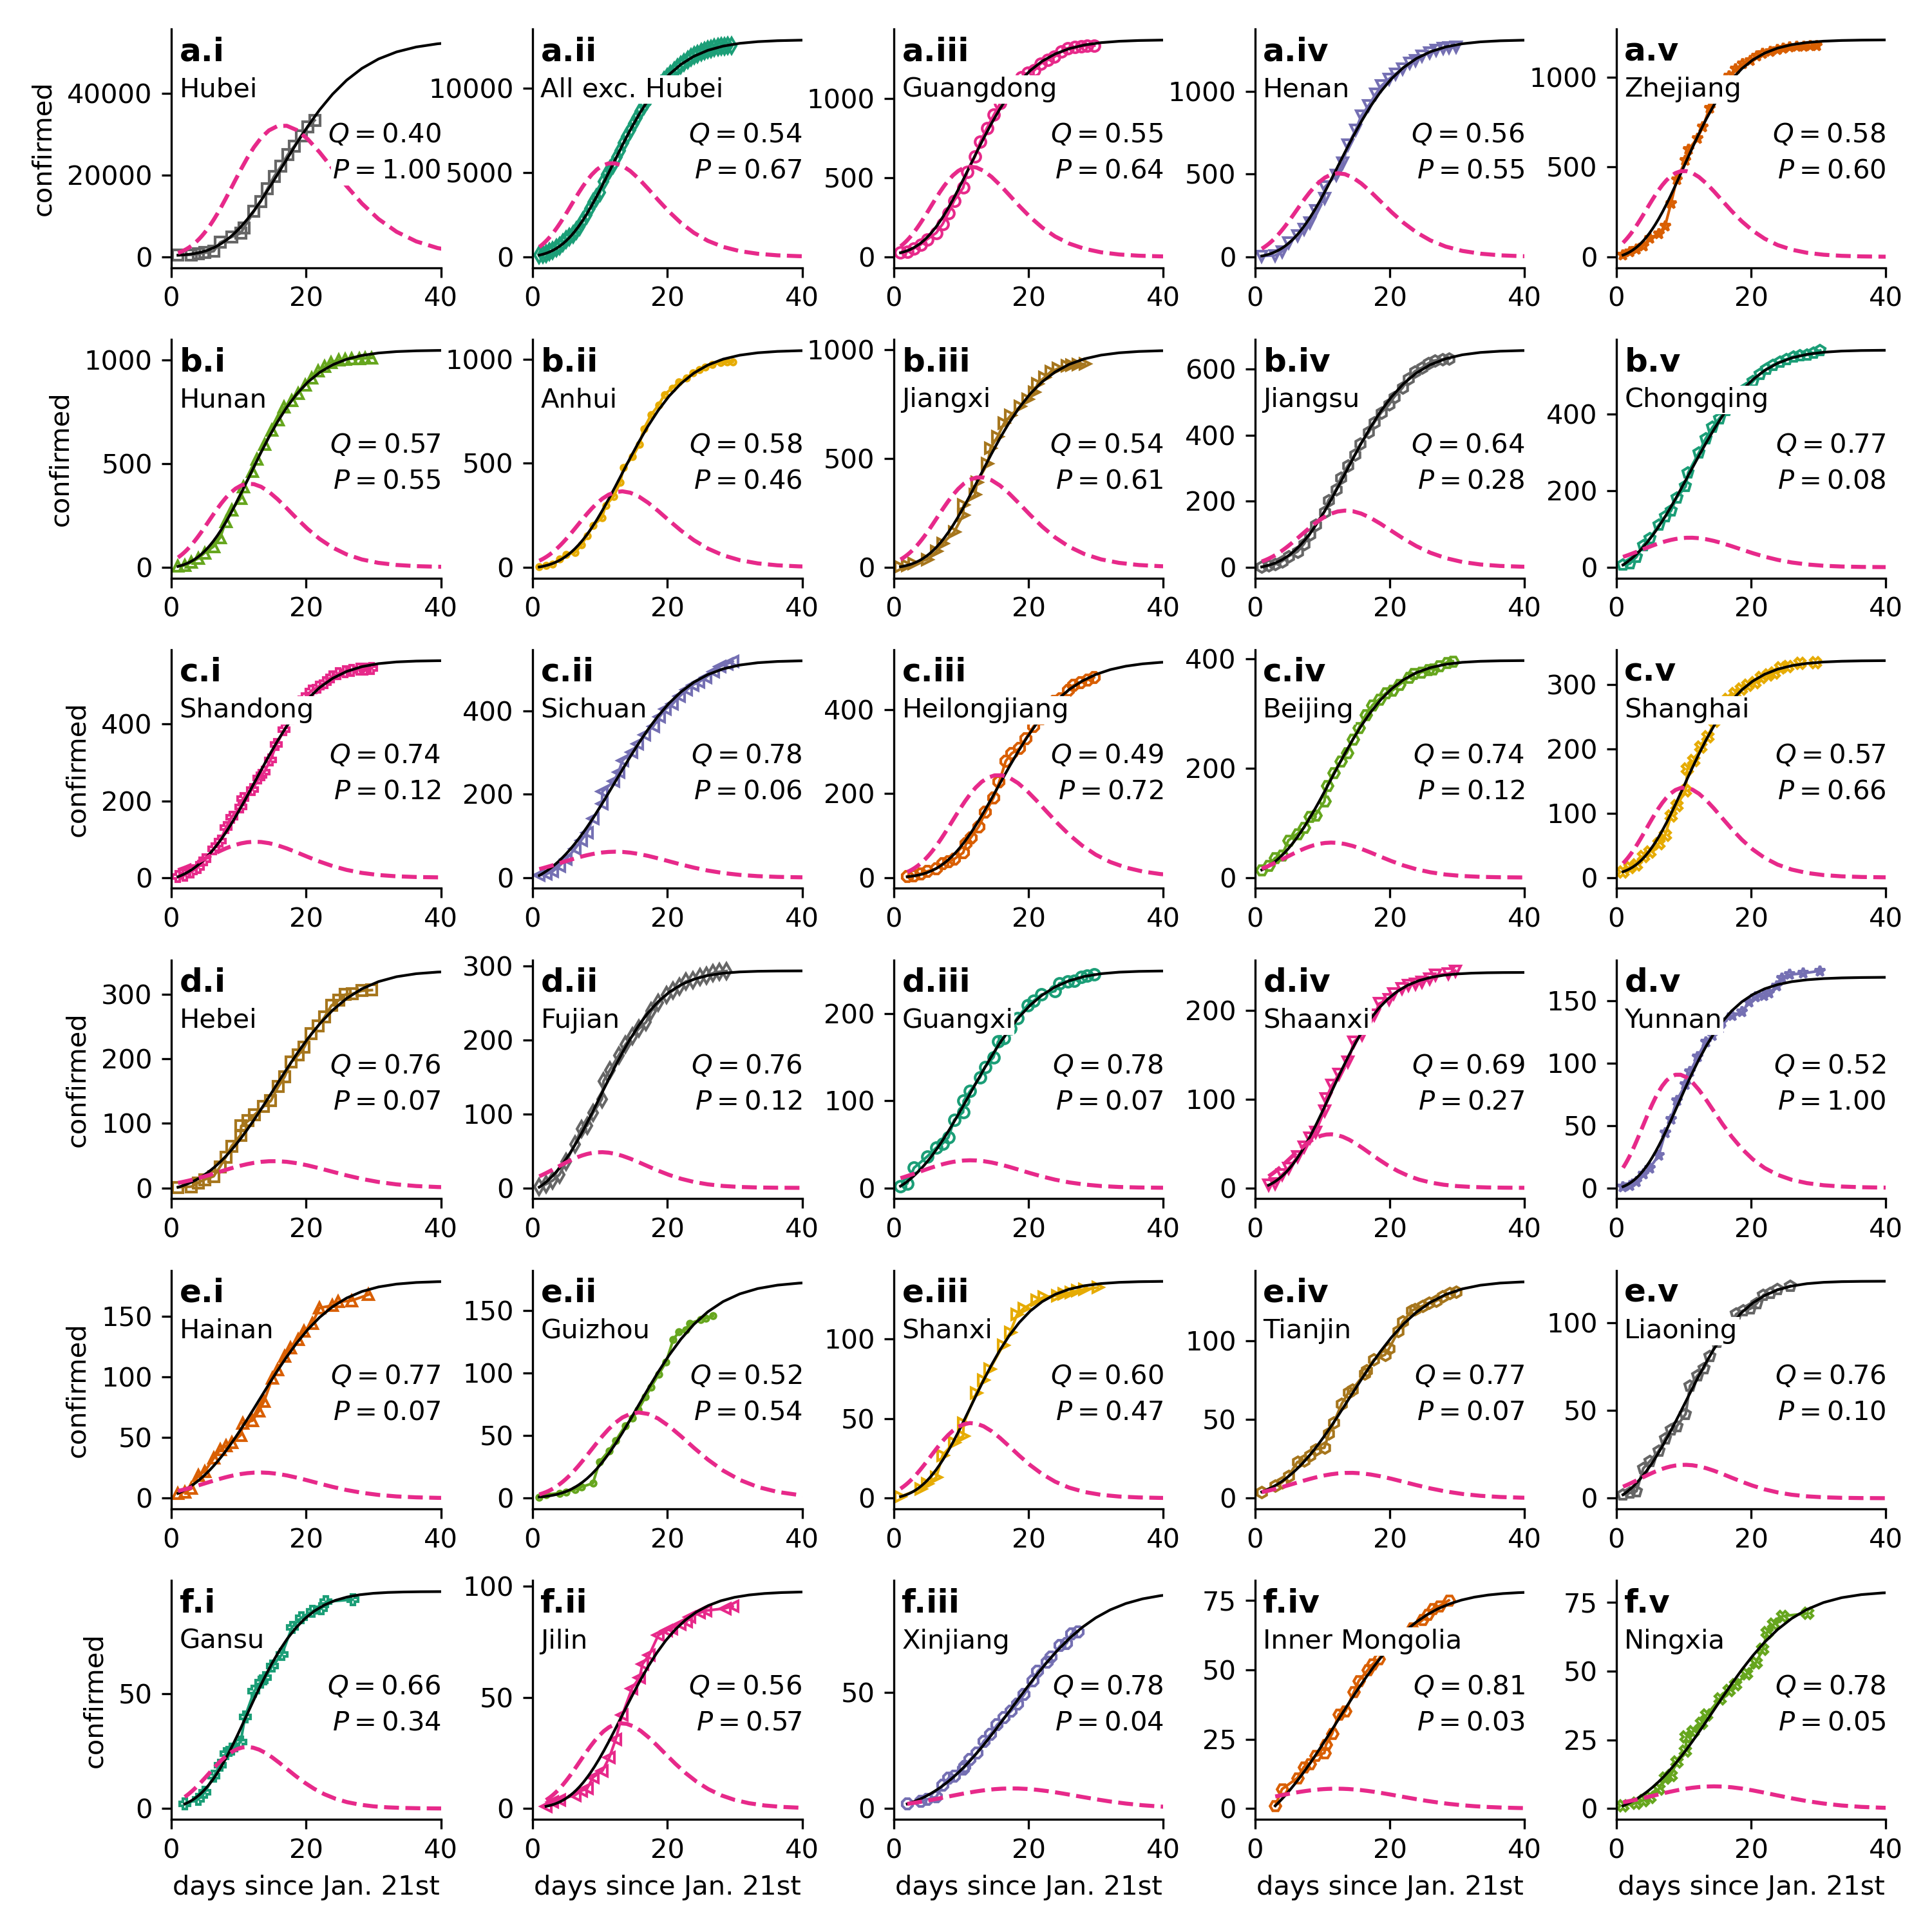 a.i
Hubei
confirmed
40000
20000
0
Q = 0.40
P = 1.00
0 20 40
a.ii
All exc. Hubei
10000
5000
0
Q = 0.54
P = 0.67
0 20 40
a.iii
Guangdong
1000
500
0
Q = 0.55
P = 0.64
0 20 40
a.iv
Henan
1000
500
0
Q = 0.56
P = 0.55
0 20 40
a.v
Zhejiang
1000
500
0
Q = 0.58
P = 0.60
0 20 40
b.i
Hunan
confirmed
1000
500
0
Q = 0.57
P = 0.55
0 20 40
b.ii
Anhui
1000
500
0
Q = 0.58
P = 0.46
0 20 40
b.iii
Jiangxi
1000
500
0
Q = 0.54
P = 0.61
0 20 40
b.iv
Jiangsu
600
400
200
0
Q = 0.64
P = 0.28
0 20 40
b.v
Chongqing
400
200
0
Q = 0.77
P = 0.08
0 20 40
c.i
Shandong
confirmed
400
200
0
Q = 0.74
P = 0.12
0 20 40
c.ii
Sichuan
400
200
0
Q = 0.78
P = 0.06
0 20 40
c.iii
Heilongjiang
400
200
0
Q = 0.49
P = 0.72
0 20 40
c.iv
Beijing
400
200
0
Q = 0.74
P = 0.12
0 20 40
c.v
Shanghai
300
200
100
0
Q = 0.57
P = 0.66
0 20 40
d.i
Hebei
confirmed
300
200
100
0
Q = 0.76
P = 0.07
0 20 40
d.ii
Fujian
300
200
100
0
Q = 0.76
P = 0.12
0 20 40
d.iii
Guangxi
200
100
0
Q = 0.78
P = 0.07
0 20 40
d.iv
Shaanxi
200
100
0
Q = 0.69
P = 0.27
0 20 40
d.v
Yunnan
150
100
50
0
Q = 0.52
P = 1.00
0 20 40
e.i
Hainan
confirmed
150
100
50
0
Q = 0.77
P = 0.07
0 20 40
e.ii
Guizhou
150
100
50
0
Q = 0.52
P = 0.54
0 20 40
e.iii
Shanxi
100
50
0
Q = 0.60
P = 0.47
0 20 40
e.iv
Tianjin
100
50
0
Q = 0.77
P = 0.07
0 20 40
e.v
Liaoning
100
50
0
Q = 0.76
P = 0.10
0 20 40
f.i
Gansu
confirmed
50
0
Q = 0.66
P = 0.34
0 20 40
days since Jan. 21st
f.ii
Jilin
100
50
0
Q = 0.56
P = 0.57
0 20 40
days since Jan. 21st
f.iii
Xinjiang
50
0
Q = 0.78
P = 0.04
0 20 40
days since Jan. 21st
f.iv
Inner Mongolia
75
50
25
0
Q = 0.81
P = 0.03
0 20 40
days since Jan. 21st
f.v
Ningxia
75
50
25
0
Q = 0.78
P = 0.05
0 20 40
days since Jan. 21st